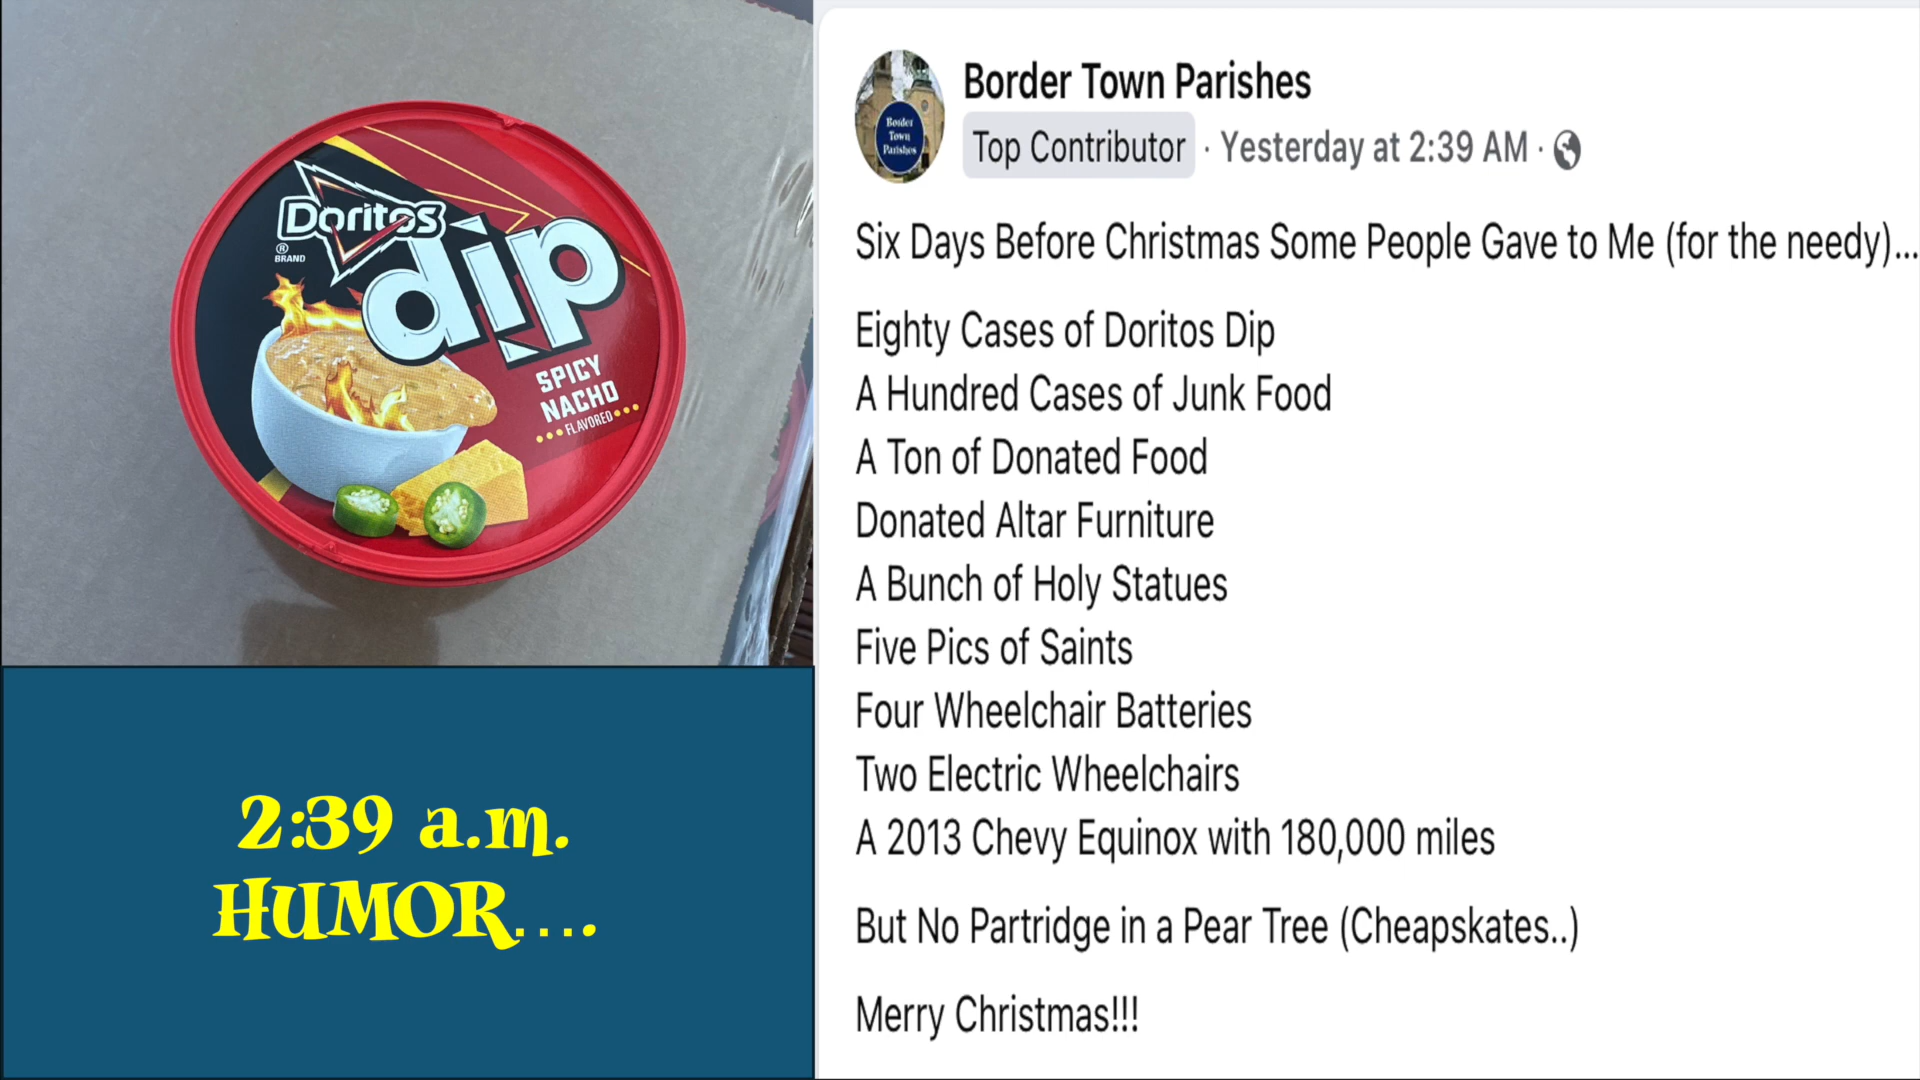 Doritos
® BRAND
dip
SPICY
NACHO
FLAVORED
2:39 a.m.
HUMOR....
Border
Town
Parishes
Border Town Parishes
Top Contributor · Yesterday at 2:39 AM ·
Six Days Before Christmas Some People Gave to Me (for the needy)...
Eighty Cases of Doritos Dip
A Hundred Cases of Junk Food
A Ton of Donated Food
Donated Altar Furniture
A Bunch of Holy Statues
Five Pics of Saints
Four Wheelchair Batteries
Two Electric Wheelchairs
A 2013 Chevy Equinox with 180,000 miles
But No Partridge in a Pear Tree (Cheapskates..)
Merry Christmas!!!